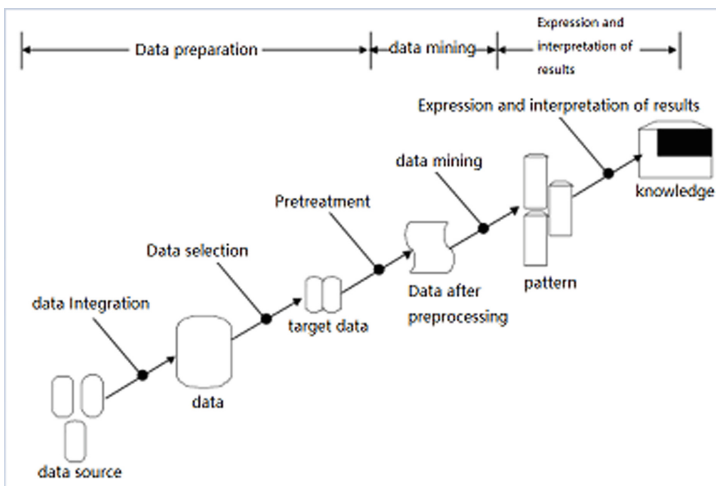 Expression and
interpretation of
results
Data preparation
data mining
Expression and interpretation of results
data mining
knowledge
Pretreatment
pattern
Data selection
Data after
preprocessing
data Integration
target data
data
data source